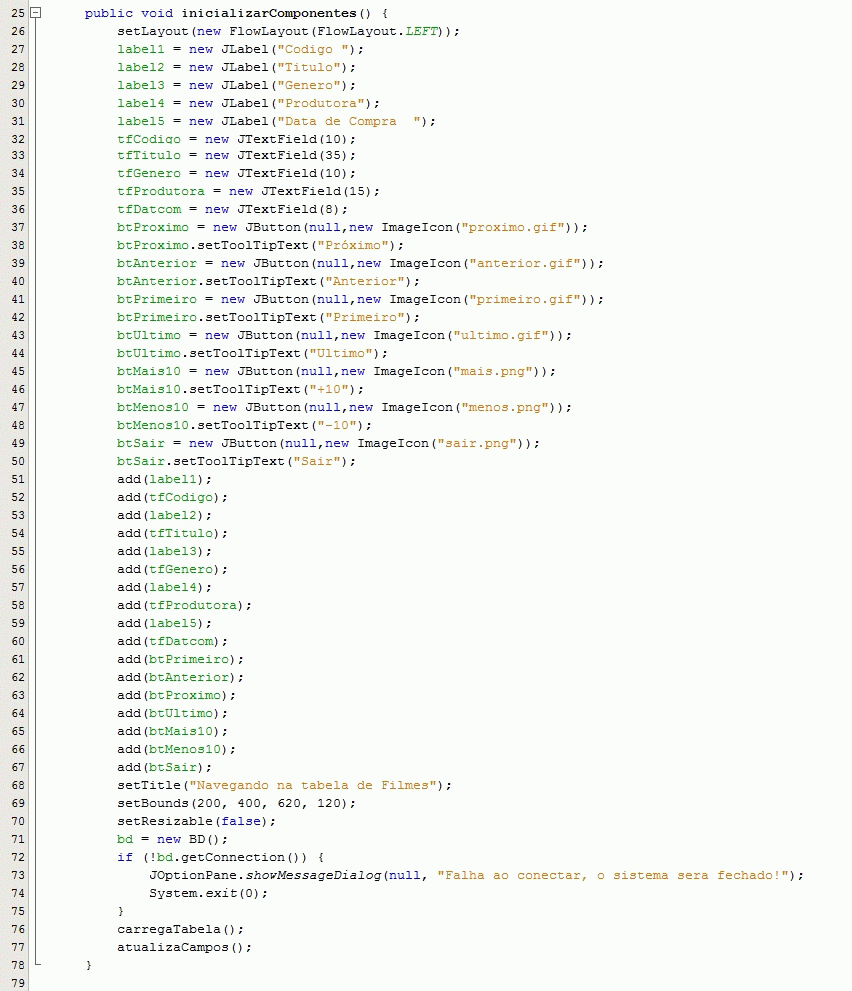 25 public void inicializarComponentes() {
26 setLayout(new FlowLayout(FlowLayout.LEFT));
27 label1 = new JLabel("Codigo ");
28 label2 = new JLabel("Titulo");
29 label3 = new JLabel("Genero");
30 label4 = new JLabel("Produtora");
31 label5 = new JLabel("Data de Compra  ");
32 tfCodigo = new JTextField(10);
33 tfTitulo = new JTextField(35);
34 tfGenero = new JTextField(10);
35 tfProdutora = new JTextField(15);
36 tfDatcom = new JTextField(8);
37 btProximo = new JButton(null,new ImageIcon("proximo.gif"));
38 btProximo.setToolTipText("Próximo");
39 btAnterior = new JButton(null,new ImageIcon("anterior.gif"));
40 btAnterior.setToolTipText("Anterior");
41 btPrimeiro = new JButton(null,new ImageIcon("primeiro.gif"));
42 btPrimeiro.setToolTipText("Primeiro");
43 btUltimo = new JButton(null,new ImageIcon("ultimo.gif"));
44 btUltimo.setToolTipText("Ultimo");
45 btMais10 = new JButton(null,new ImageIcon("mais.png"));
46 btMais10.setToolTipText("+10");
47 btMenos10 = new JButton(null,new ImageIcon("menos.png"));
48 btMenos10.setToolTipText("-10");
49 btSair = new JButton(null,new ImageIcon("sair.png"));
50 btSair.setToolTipText("Sair");
51 add(label1);
52 add(tfCodigo);
53 add(label2);
54 add(tfTitulo);
55 add(label3);
56 add(tfGenero);
57 add(label4);
58 add(tfProdutora);
59 add(label5);
60 add(tfDatcom);
61 add(btPrimeiro);
62 add(btAnterior);
63 add(btProximo);
64 add(btUltimo);
65 add(btMais10);
66 add(btMenos10);
67 add(btSair);
68 setTitle("Navegando na tabela de Filmes");
69 setBounds(200, 400, 620, 120);
70 setResizable(false);
71 bd = new BD();
72 if (!bd.getConnection()) {
73 JOptionPane.showMessageDialog(null, "Falha ao conectar, o sistema sera fechado!");
74 System.exit(0);
75 }
76 carregaTabela();
77 atualizaCampos();
78 }
79